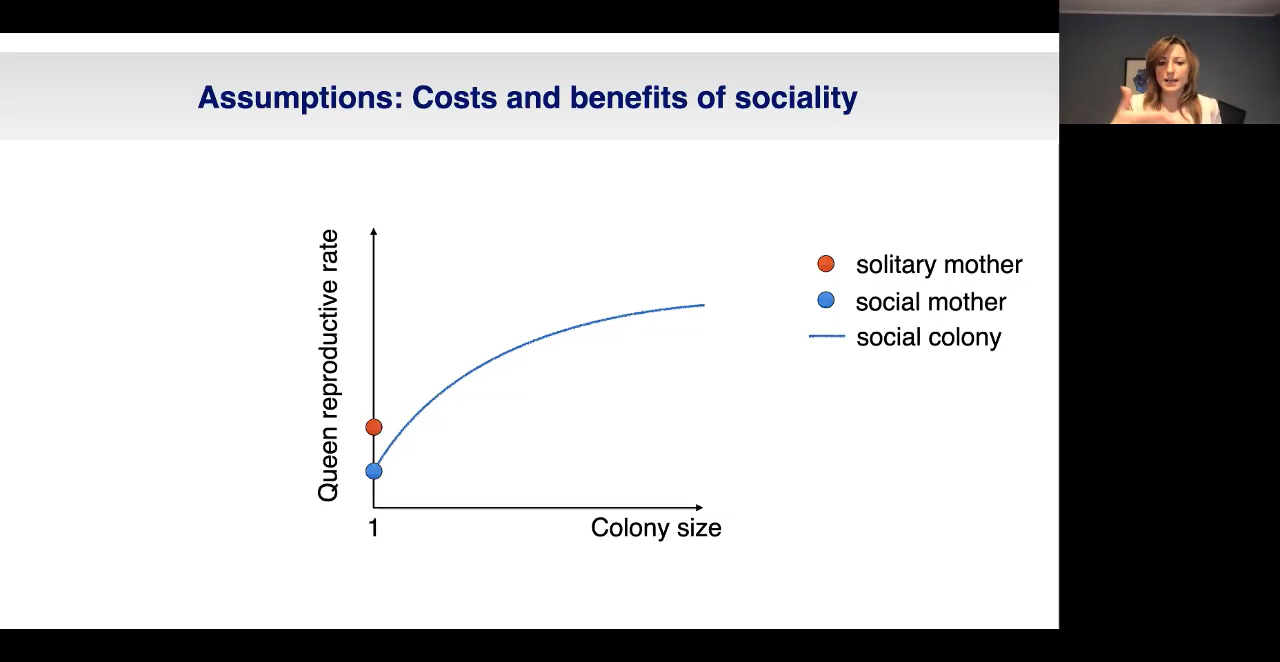 Assumptions: Costs and benefits of sociality
Queen reproductive rate
solitary mother
social mother
social colony
1
Colony size